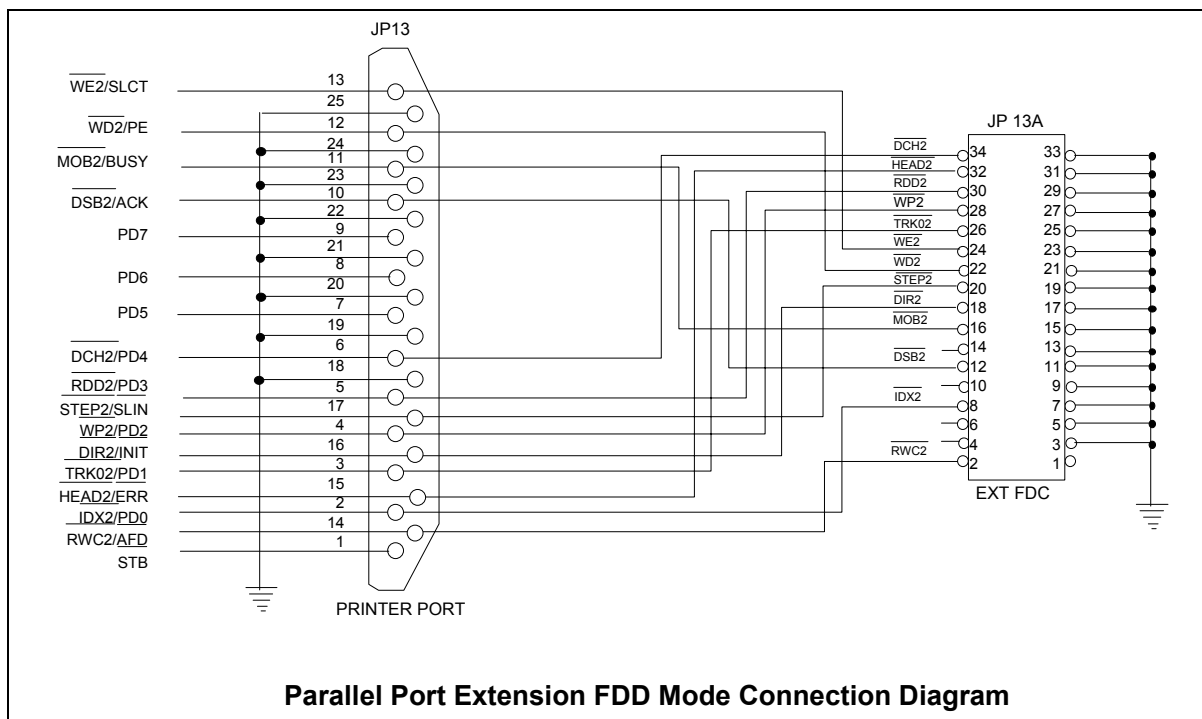 JP13
WE2/SLCT
WD2/PE
MOB2/BUSY
DSB2/ACK
PD7
PD6
PD5
DCH2/PD4
RDD2/PD3
STEP2/SLIN
WP2/PD2
DIR2/INIT
TRK02/PD1
HEAD2/ERR
IDX2/PD0
RWC2/AFD
STB
13
25
12
24
11
23
10
22
9
21
8
20
7
19
6
18
5
17
4
16
3
15
2
14
1
PRINTER PORT
JP 13A
DCH2
HEAD2
RDD2
WP2
TRK02
WE2
WD2
STEP2
DIR2
MOB2
DSB2
IDX2
RWC2
34 33
32 31
30 29
28 27
26 25
24 23
22 21
20 19
18 17
16 15
14 13
12 11
10 9
8 7
6 5
4 3
2 1
EXT FDC
Parallel Port Extension FDD Mode Connection Diagram